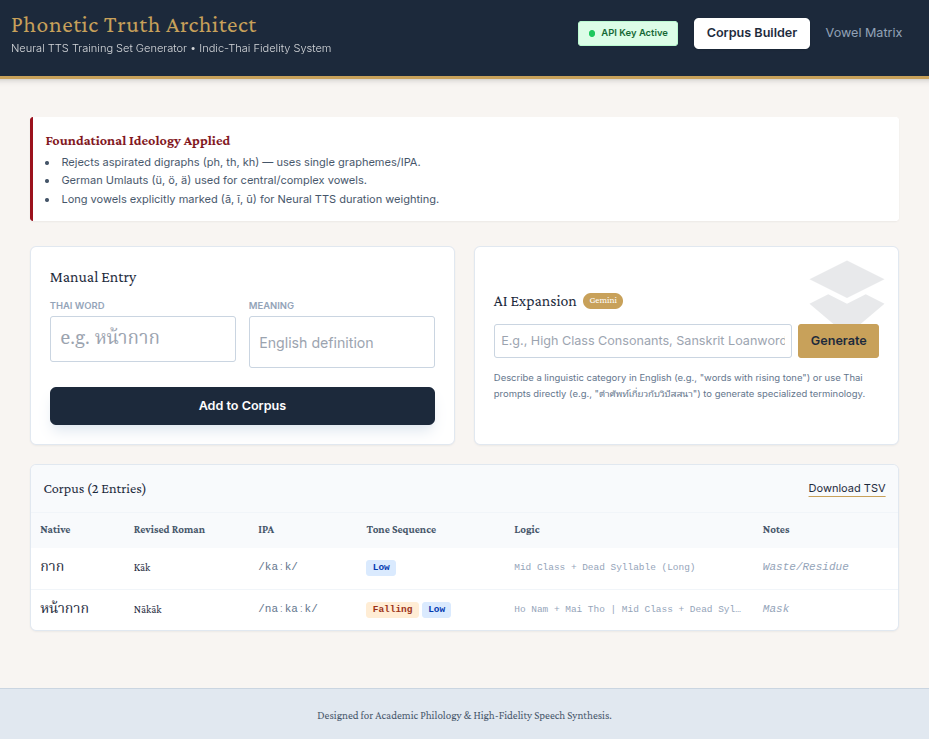 Phonetic Truth Architect
Neural TTS Training Set Generator • Indic-Thai Fidelity System
API Key Active
Corpus Builder
Vowel Matrix
Foundational Ideology Applied
Rejects aspirated digraphs (ph, th, kh) — uses single graphemes/IPA.
German Umlauts (ü, ö, ä) used for central/complex vowels.
Long vowels explicitly marked (ā, ī, ū) for Neural TTS duration weighting.
Manual Entry
THAI WORD
MEANING
e.g. หน้ากาก
English definition
Add to Corpus
AI Expansion Gemini
E.g., High Class Consonants, Sanskrit Loanword
Generate
Describe a linguistic category in English (e.g., "words with rising tone") or use Thai
prompts directly (e.g., "คำศัพท์เกี่ยวกับวิปัสสนา") to generate specialized terminology.
Corpus (2 Entries)
Download TSV
Native Revised Roman IPA Tone Sequence Logic Notes
กาก Kāk /kaːk/ Low Mid Class + Dead Syllable (Long) Waste/Residue
หน้ากาก Nākāk /naːkaːk/ Falling Low Ho Nam + Mai Tho | Mid Class + Dead Syl… Mask
Designed for Academic Philology & High-Fidelity Speech Synthesis.